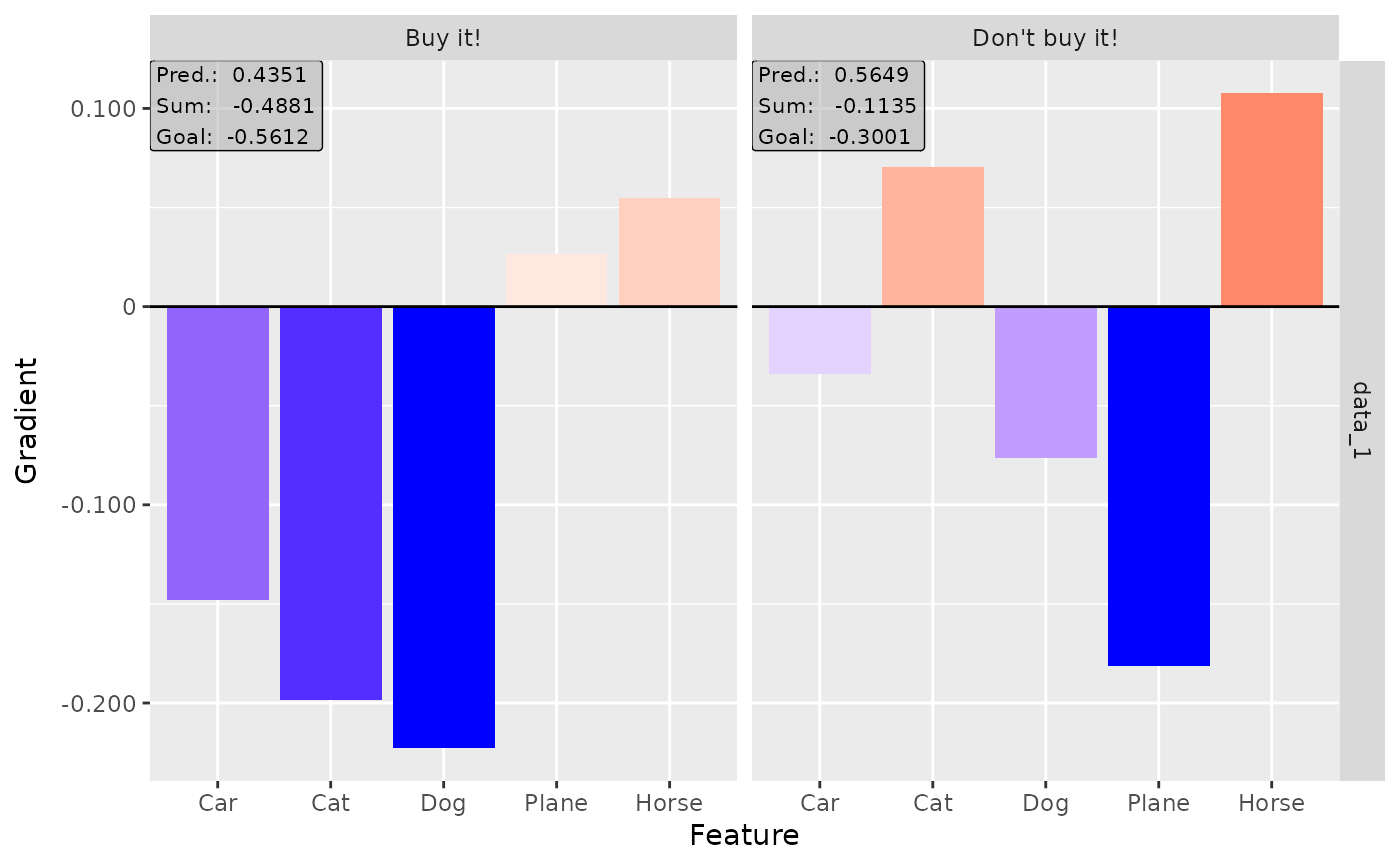 Buy it!
Don't buy it!
Pred.: 0.4351
Sum: -0.4881
Goal: -0.5612
Pred.: 0.5649
Sum: -0.1135
Goal: -0.3001
0.100
0
-0.100
-0.200
Gradient
data_1
Car Cat Dog Plane Horse
Car Cat Dog Plane Horse
Feature